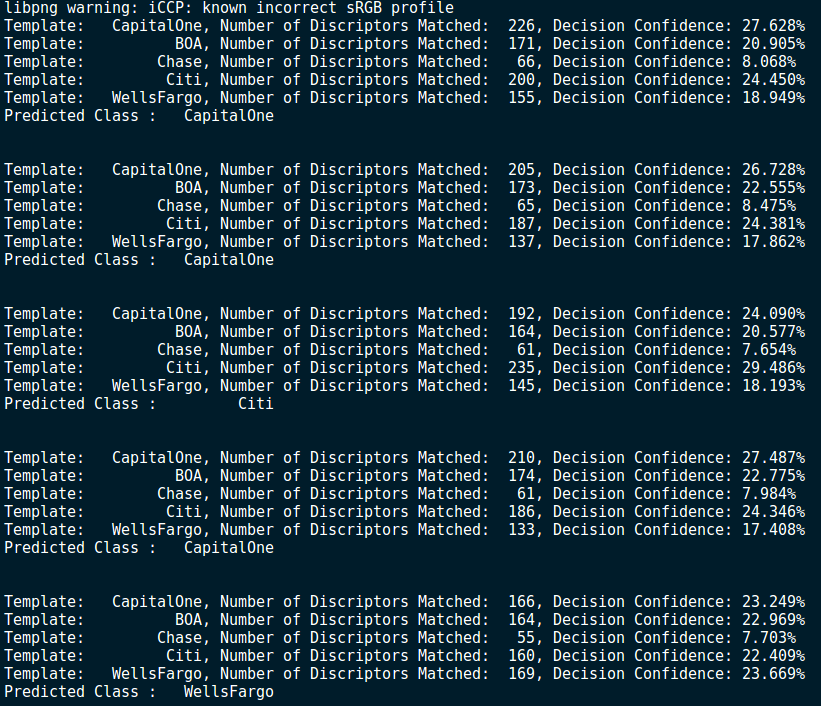 libpng warning: iCCP: known incorrect sRGB profile
Template:   CapitalOne, Number of Discriptors Matched:  226, Decision Confidence: 27.628%
Template:          BOA, Number of Discriptors Matched:  171, Decision Confidence: 20.905%
Template:        Chase, Number of Discriptors Matched:   66, Decision Confidence: 8.068%
Template:         Citi, Number of Discriptors Matched:  200, Decision Confidence: 24.450%
Template:   WellsFargo, Number of Discriptors Matched:  155, Decision Confidence: 18.949%
Predicted Class :   CapitalOne
Template:   CapitalOne, Number of Discriptors Matched:  205, Decision Confidence: 26.728%
Template:          BOA, Number of Discriptors Matched:  173, Decision Confidence: 22.555%
Template:        Chase, Number of Discriptors Matched:   65, Decision Confidence: 8.475%
Template:         Citi, Number of Discriptors Matched:  187, Decision Confidence: 24.381%
Template:   WellsFargo, Number of Discriptors Matched:  137, Decision Confidence: 17.862%
Predicted Class :   CapitalOne
Template:   CapitalOne, Number of Discriptors Matched:  192, Decision Confidence: 24.090%
Template:          BOA, Number of Discriptors Matched:  164, Decision Confidence: 20.577%
Template:        Chase, Number of Discriptors Matched:   61, Decision Confidence: 7.654%
Template:         Citi, Number of Discriptors Matched:  235, Decision Confidence: 29.486%
Template:   WellsFargo, Number of Discriptors Matched:  145, Decision Confidence: 18.193%
Predicted Class :         Citi
Template:   CapitalOne, Number of Discriptors Matched:  210, Decision Confidence: 27.487%
Template:          BOA, Number of Discriptors Matched:  174, Decision Confidence: 22.775%
Template:        Chase, Number of Discriptors Matched:   61, Decision Confidence: 7.984%
Template:         Citi, Number of Discriptors Matched:  186, Decision Confidence: 24.346%
Template:   WellsFargo, Number of Discriptors Matched:  133, Decision Confidence: 17.408%
Predicted Class :   CapitalOne
Template:   CapitalOne, Number of Discriptors Matched:  166, Decision Confidence: 23.249%
Template:          BOA, Number of Discriptors Matched:  164, Decision Confidence: 22.969%
Template:        Chase, Number of Discriptors Matched:   55, Decision Confidence: 7.703%
Template:         Citi, Number of Discriptors Matched:  160, Decision Confidence: 22.409%
Template:   WellsFargo, Number of Discriptors Matched:  169, Decision Confidence: 23.669%
Predicted Class :   WellsFargo